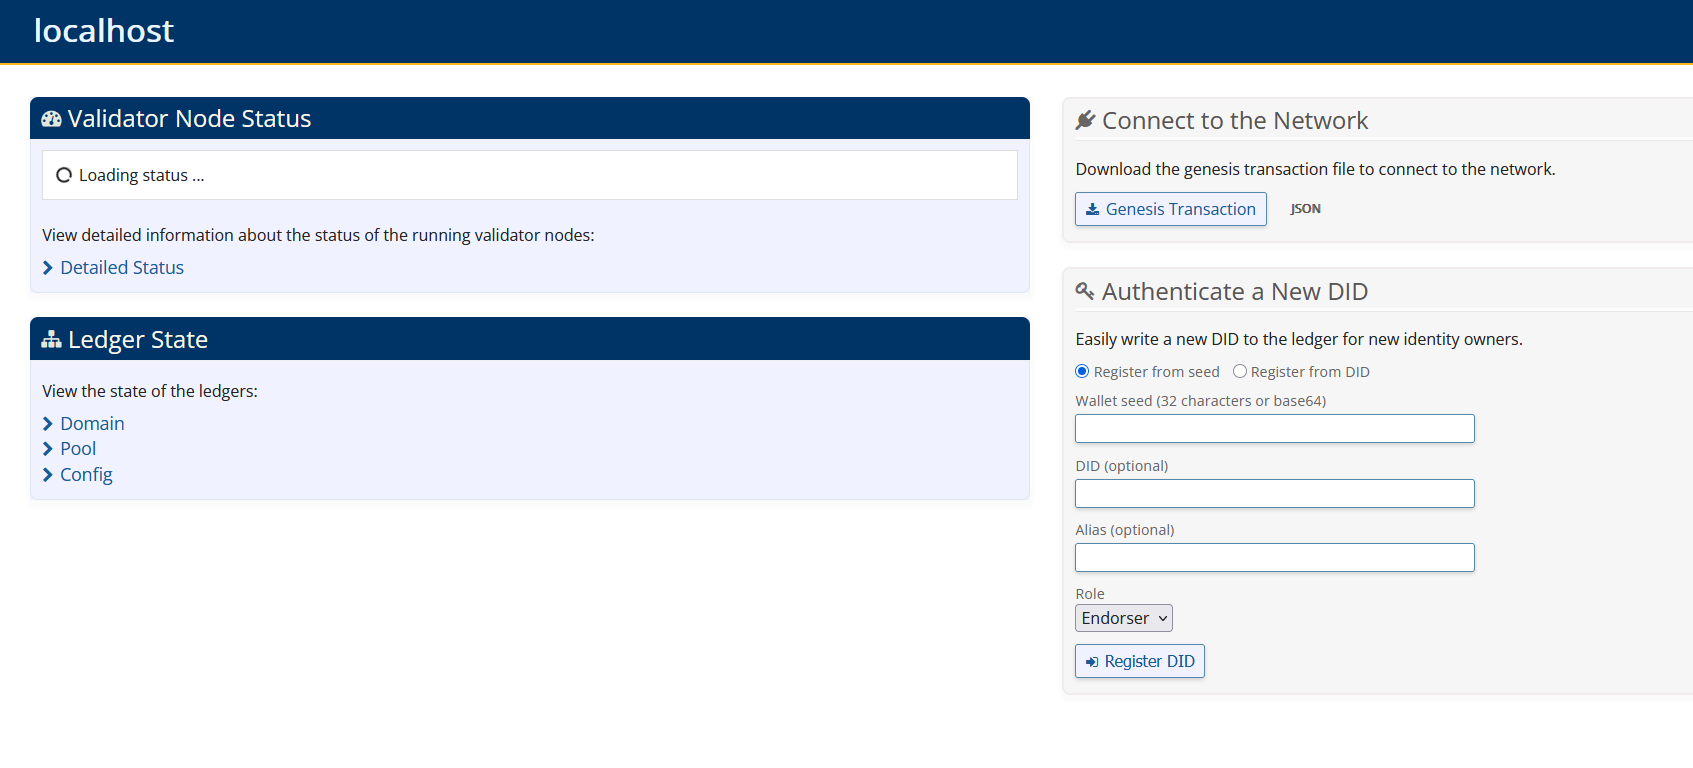 localhost
Validator Node Status
Loading status ...
View detailed information about the status of the running validator nodes:
Detailed Status
Ledger State
View the state of the ledgers:
Domain
Pool
Config
Connect to the Network
Download the genesis transaction file to connect to the network.
Genesis Transaction JSON
Authenticate a New DID
Easily write a new DID to the ledger for new identity owners.
Register from seed Register from DID
Wallet seed (32 characters or base64)
DID (optional)
Alias (optional)
Role
Endorser
Register DID